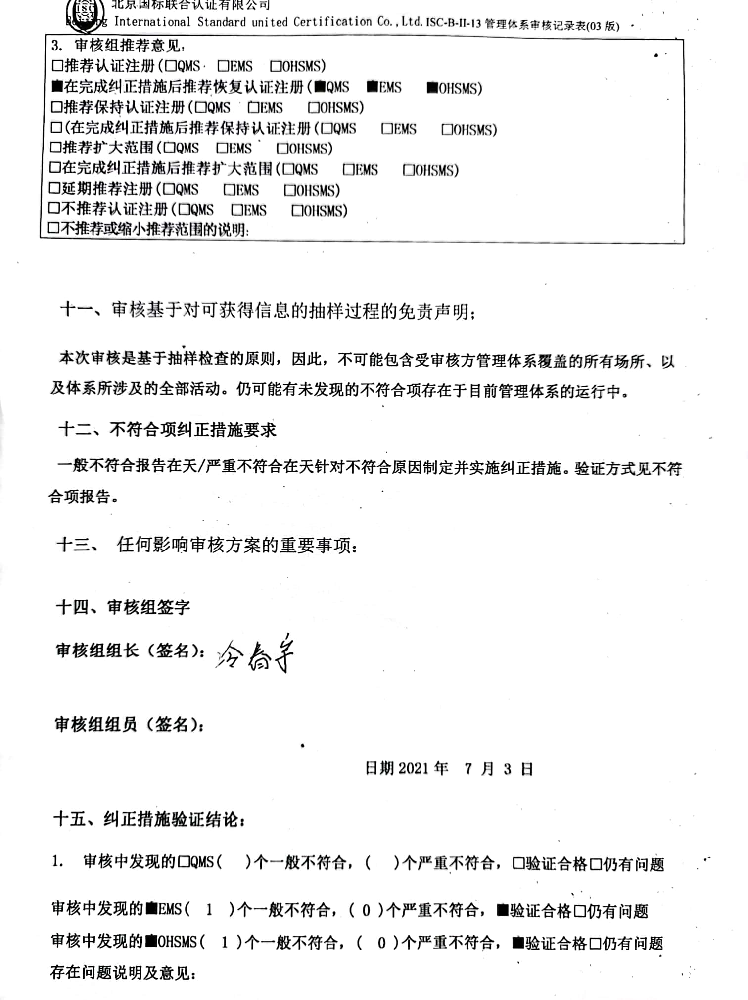 北京国标联合认证有限公司
Beijing International Standard united Certification Co.,Ltd. ISC-B-II-13 管理体系审核记录表(03 版)
3. 审核组推荐意见:
□推荐认证注册(□QMS □EMS □OHSMS)
■在完成纠正措施后推荐恢复认证注册(■QMS ■EMS ■OHSMS)
□推荐保持认证注册(□QMS □EMS □OHSMS)
□(在完成纠正措施后推荐保持认证注册(□QMS □EMS □OHSMS)
□推荐扩大范围(□QMS □EMS □OHSMS)
□在完成纠正措施后推荐扩大范围(□QMS □EMS □OHSMS)
□延期推荐注册(□QMS □EMS □OHSMS)
□不推荐认证注册(□QMS □EMS □OHSMS)
□不推荐或缩小推荐范围的说明:
十一、审核基于对可获得信息的抽样过程的免责声明;
本次审核是基于抽样检查的原则，因此，不可能包含受审核方管理体系覆盖的所有场所、以
及体系所涉及的全部活动。仍可能有未发现的不符合项存在于目前管理体系的运行中。
十二、不符合项纠正措施要求
一般不符合报告在天/严重不符合在天针对不符合原因制定并实施纠正措施。验证方式见不符
合项报告。
十三、 任何影响审核方案的重要事项:
十四、审核组签字
审核组组长（签名）: 冷春宇
审核组组员（签名）:
日期 2021 年 7 月 3 日
十五、纠正措施验证结论:
1. 审核中发现的□QMS( )个一般不符合，( )个严重不符合，□验证合格□仍有问题
审核中发现的■EMS( 1 )个一般不符合，( 0 )个严重不符合，■验证合格□仍有问题
审核中发现的■OHSMS( 1 )个一般不符合，( 0 )个严重不符合，■验证合格□仍有问题
存在问题说明及意见: